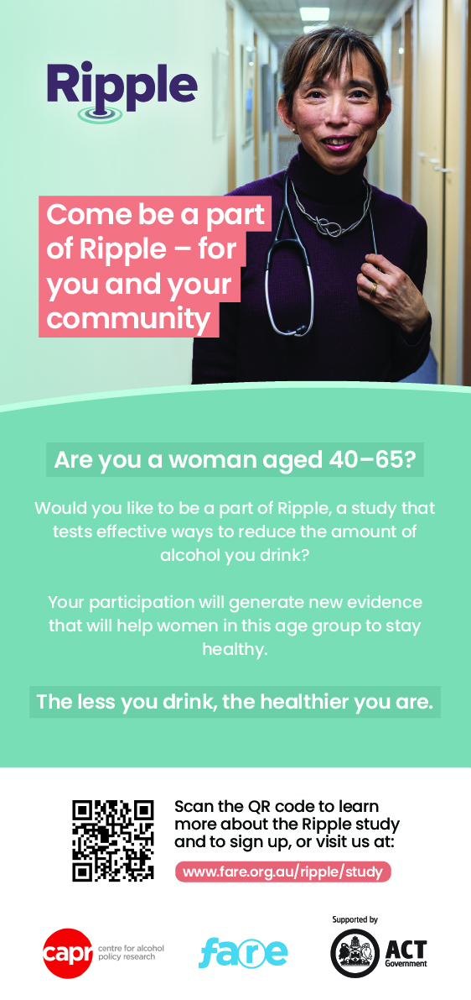 Ripple
Come be a part
of Ripple – for
you and your
community
Are you a woman aged 40–65?
Would you like to be a part of Ripple, a study that
tests effective ways to reduce the amount of
alcohol you drink?
Your participation will generate new evidence
that will help women in this age group to stay
healthy.
The less you drink, the healthier you are.
Scan the QR code to learn
more about the Ripple study
and to sign up, or visit us at:
www.fare.org.au/ripple/study
capr
centre for alcohol
policy research
fare
Supported by
ACT
Government